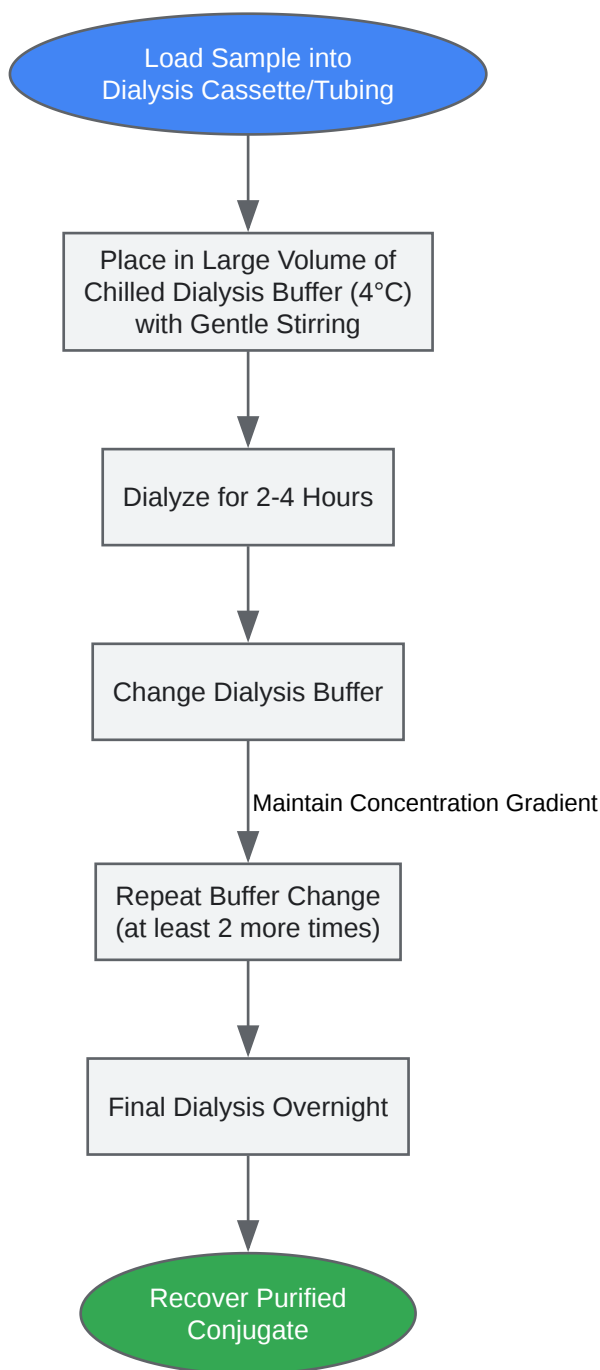 Load Sample into
Dialysis Cassette/Tubing
Place in Large Volume of
Chilled Dialysis Buffer (4°C)
with Gentle Stirring
Dialyze for 2-4 Hours
Change Dialysis Buffer
Maintain Concentration Gradient
Repeat Buffer Change
(at least 2 more times)
Final Dialysis Overnight
Recover Purified
Conjugate